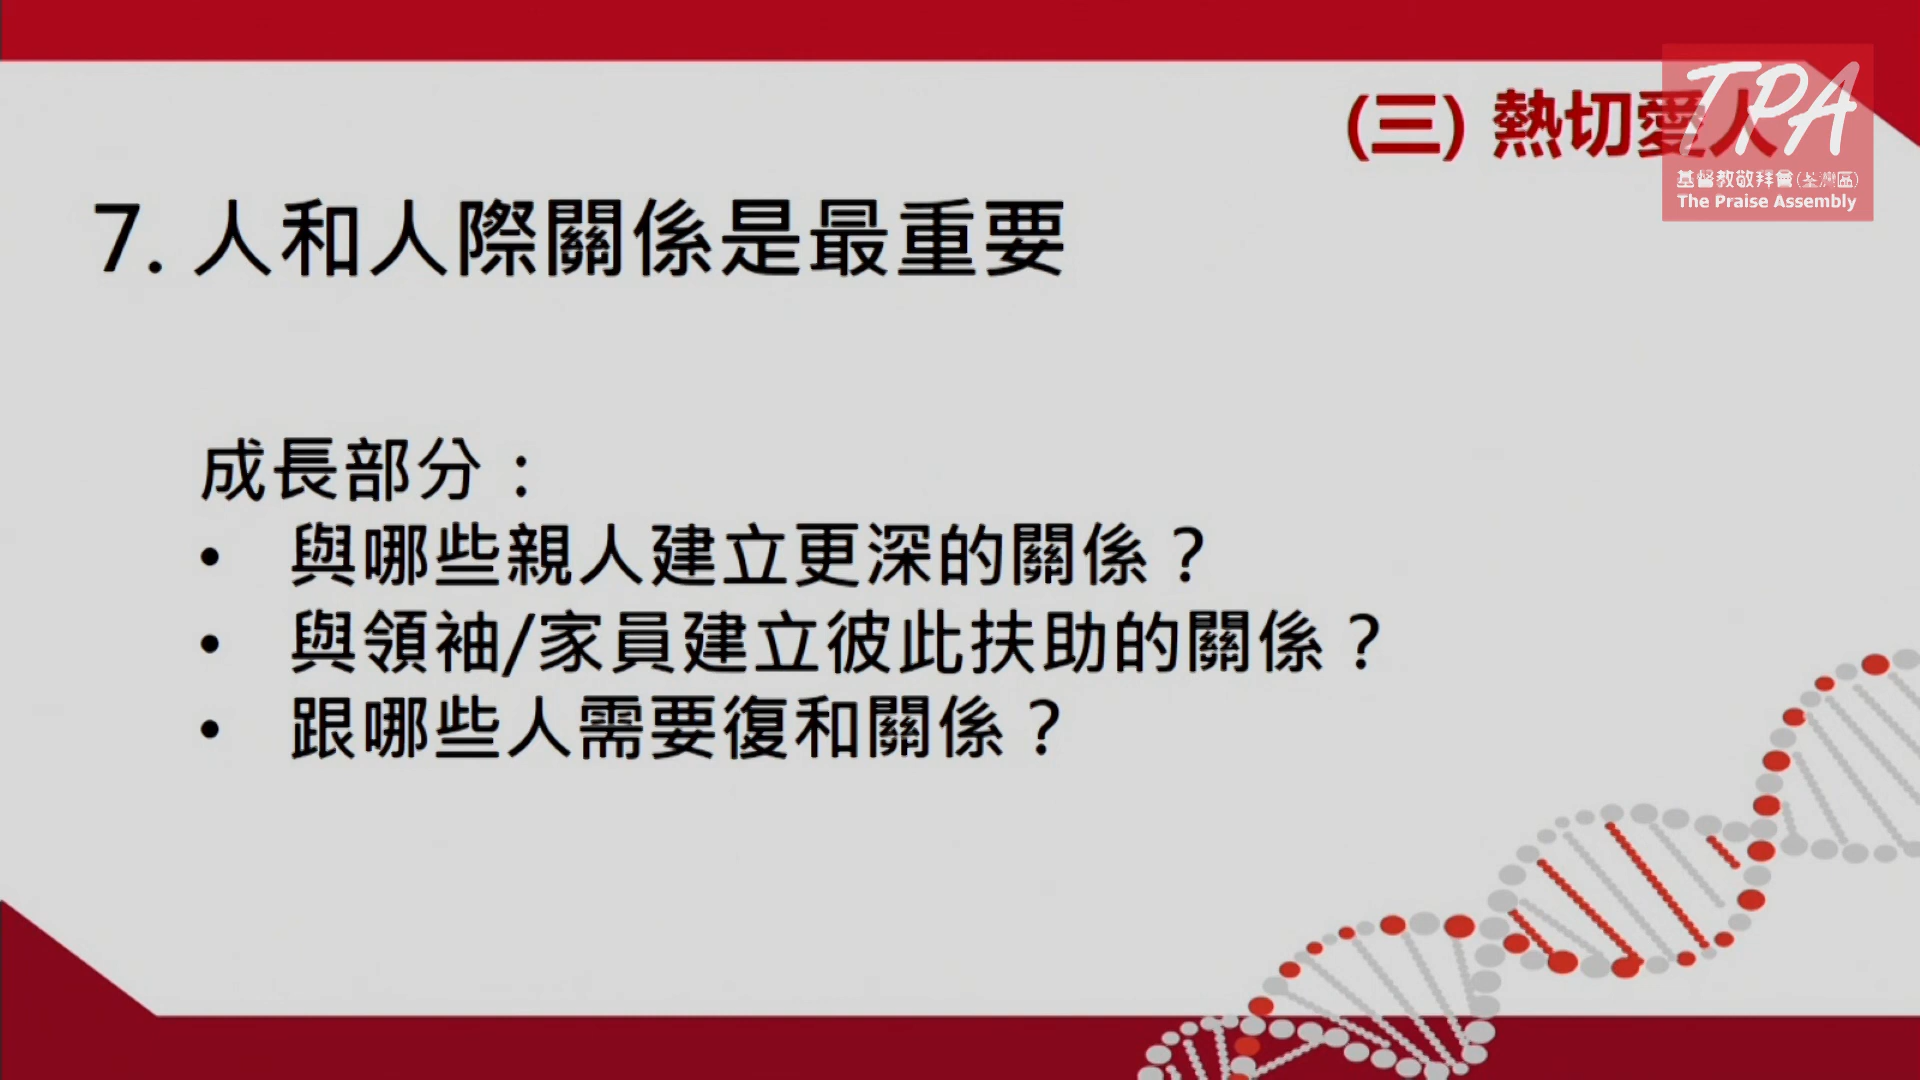 (三) 熱切愛人
TPA
基督教敬拜會(荃灣區)
The Praise Assembly
7. 人和人際關係是最重要
成長部分：
• 與哪些親人建立更深的關係？
• 與領袖/家員建立彼此扶助的關係？
• 跟哪些人需要復和關係？